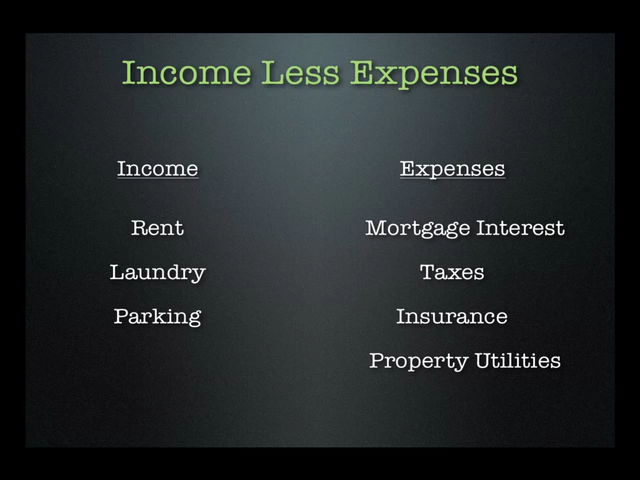 Income Less Expenses
Income
Rent
Laundry
Parking
Expenses
Mortgage Interest
Taxes
Insurance
Property Utilities